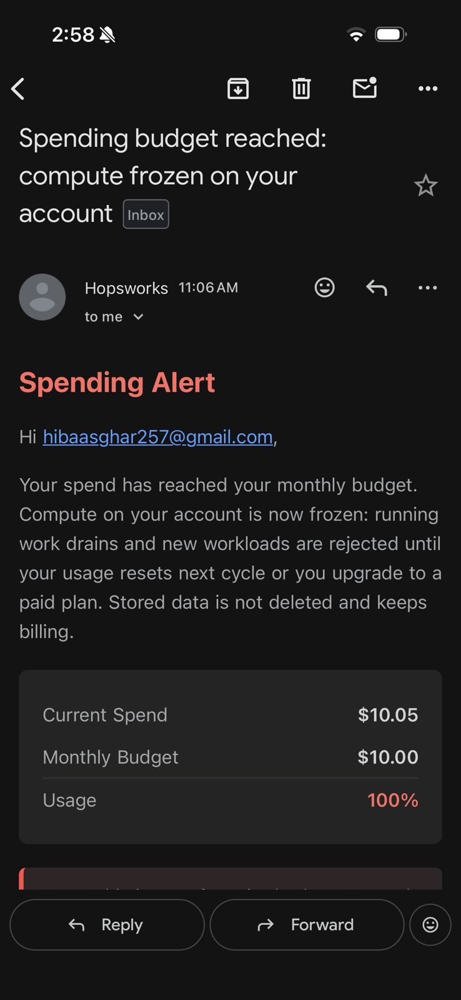 2:58
Spending budget reached:
compute frozen on your
account Inbox
Hopsworks 11:06 AM
to me
Spending Alert
Hi hibaasghar257@gmail.com,
Your spend has reached your monthly budget.
Compute on your account is now frozen: running
work drains and new workloads are rejected until
your usage resets next cycle or you upgrade to a
paid plan. Stored data is not deleted and keeps
billing.
Current Spend $10.05
Monthly Budget $10.00
Usage 100%
Reply Forward